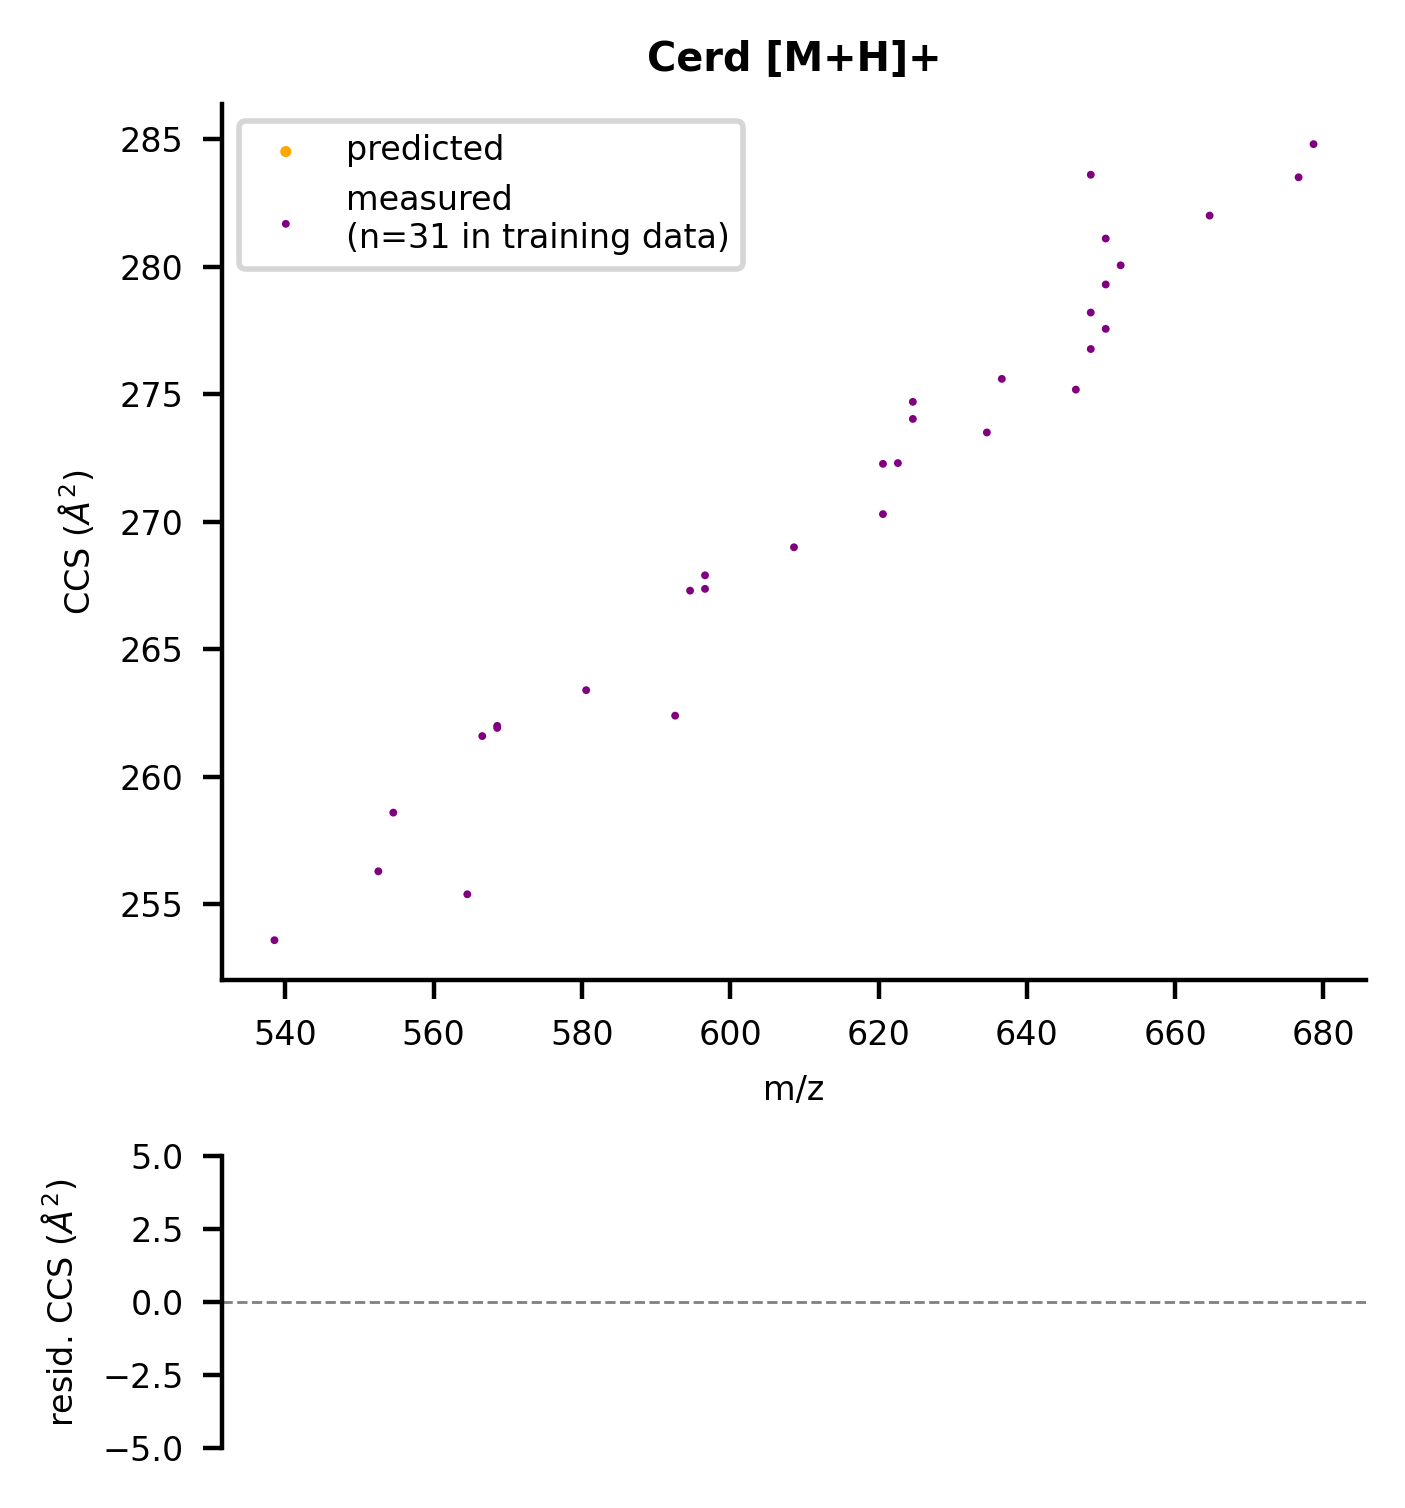 Cerd [M+H]+
predicted
measured
(n=31 in training data)
285
280
275
270
265
260
255
CCS (Å²)
540 560 580 600 620 640 660 680
m/z
5.0
2.5
0.0
−2.5
−5.0
resid. CCS (Å²)